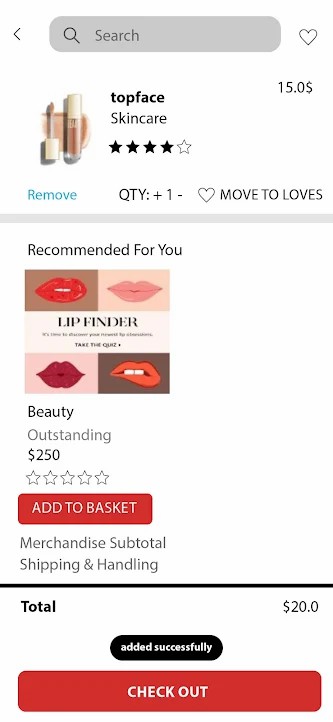 Search
topface
15.0$
Skincare
Remove
QTY: + 1 -
MOVE TO LOVES
Recommended For You
LIP FINDER
It's time to discover your newest lip obsessions.
TAKE THE QUIZ
Beauty
Outstanding
$250
ADD TO BASKET
Merchandise Subtotal
Shipping & Handling
Total
$20.0
added successfully
CHECK OUT